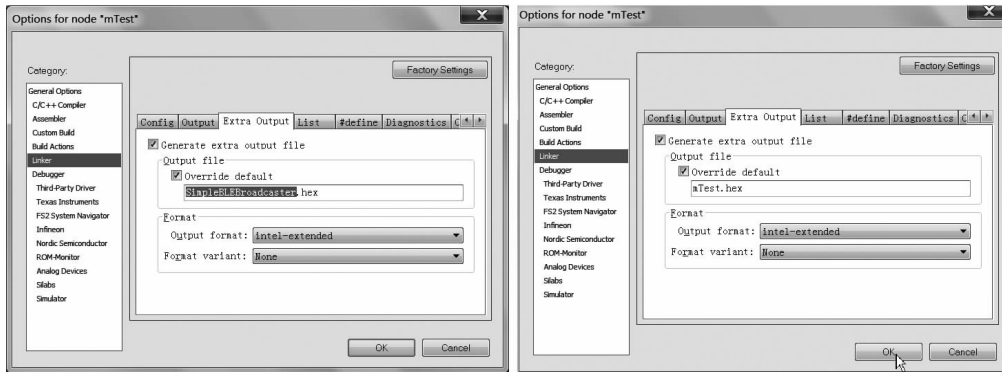 Options for node "mTest"
X
Category:
General Options
C/C++ Compiler
Assembler
Custom Build
Build Actions
Linker
Debugger
Third-Party Driver
Texas Instruments
FS2 System Navigator
Infineon
Nordic Semiconductor
ROM-Monitor
Analog Devices
Silabs
Simulator
Factory Settings
Config Output Extra Output List #define Diagnostics C
Generate extra output file
Output file
Override default
SimpleBLEBroadcaster.hex
Format
Output format: intel-extended
Format variant: None
OK Cancel
Options for node "mTest"
X
Category:
General Options
C/C++ Compiler
Assembler
Custom Build
Build Actions
Linker
Debugger
Third-Party Driver
Texas Instruments
FS2 System Navigator
Infineon
Nordic Semiconductor
ROM-Monitor
Analog Devices
Silabs
Simulator
Factory Settings
Config Output Extra Output List #define Diagnostics C
Generate extra output file
Output file
Override default
mTest.hex
Format
Output format: intel-extended
Format variant: None
OK Cancel